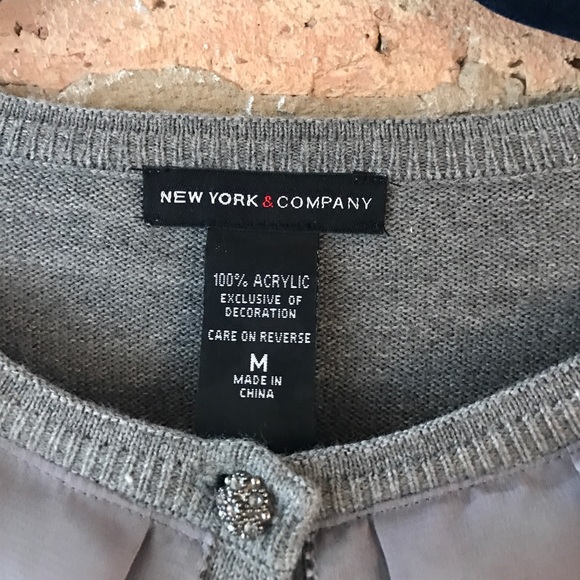 NEW YORK & COMPANY
100% ACRYLIC
EXCLUSIVE OF
DECORATION
CARE ON REVERSE
M
MADE IN
CHINA